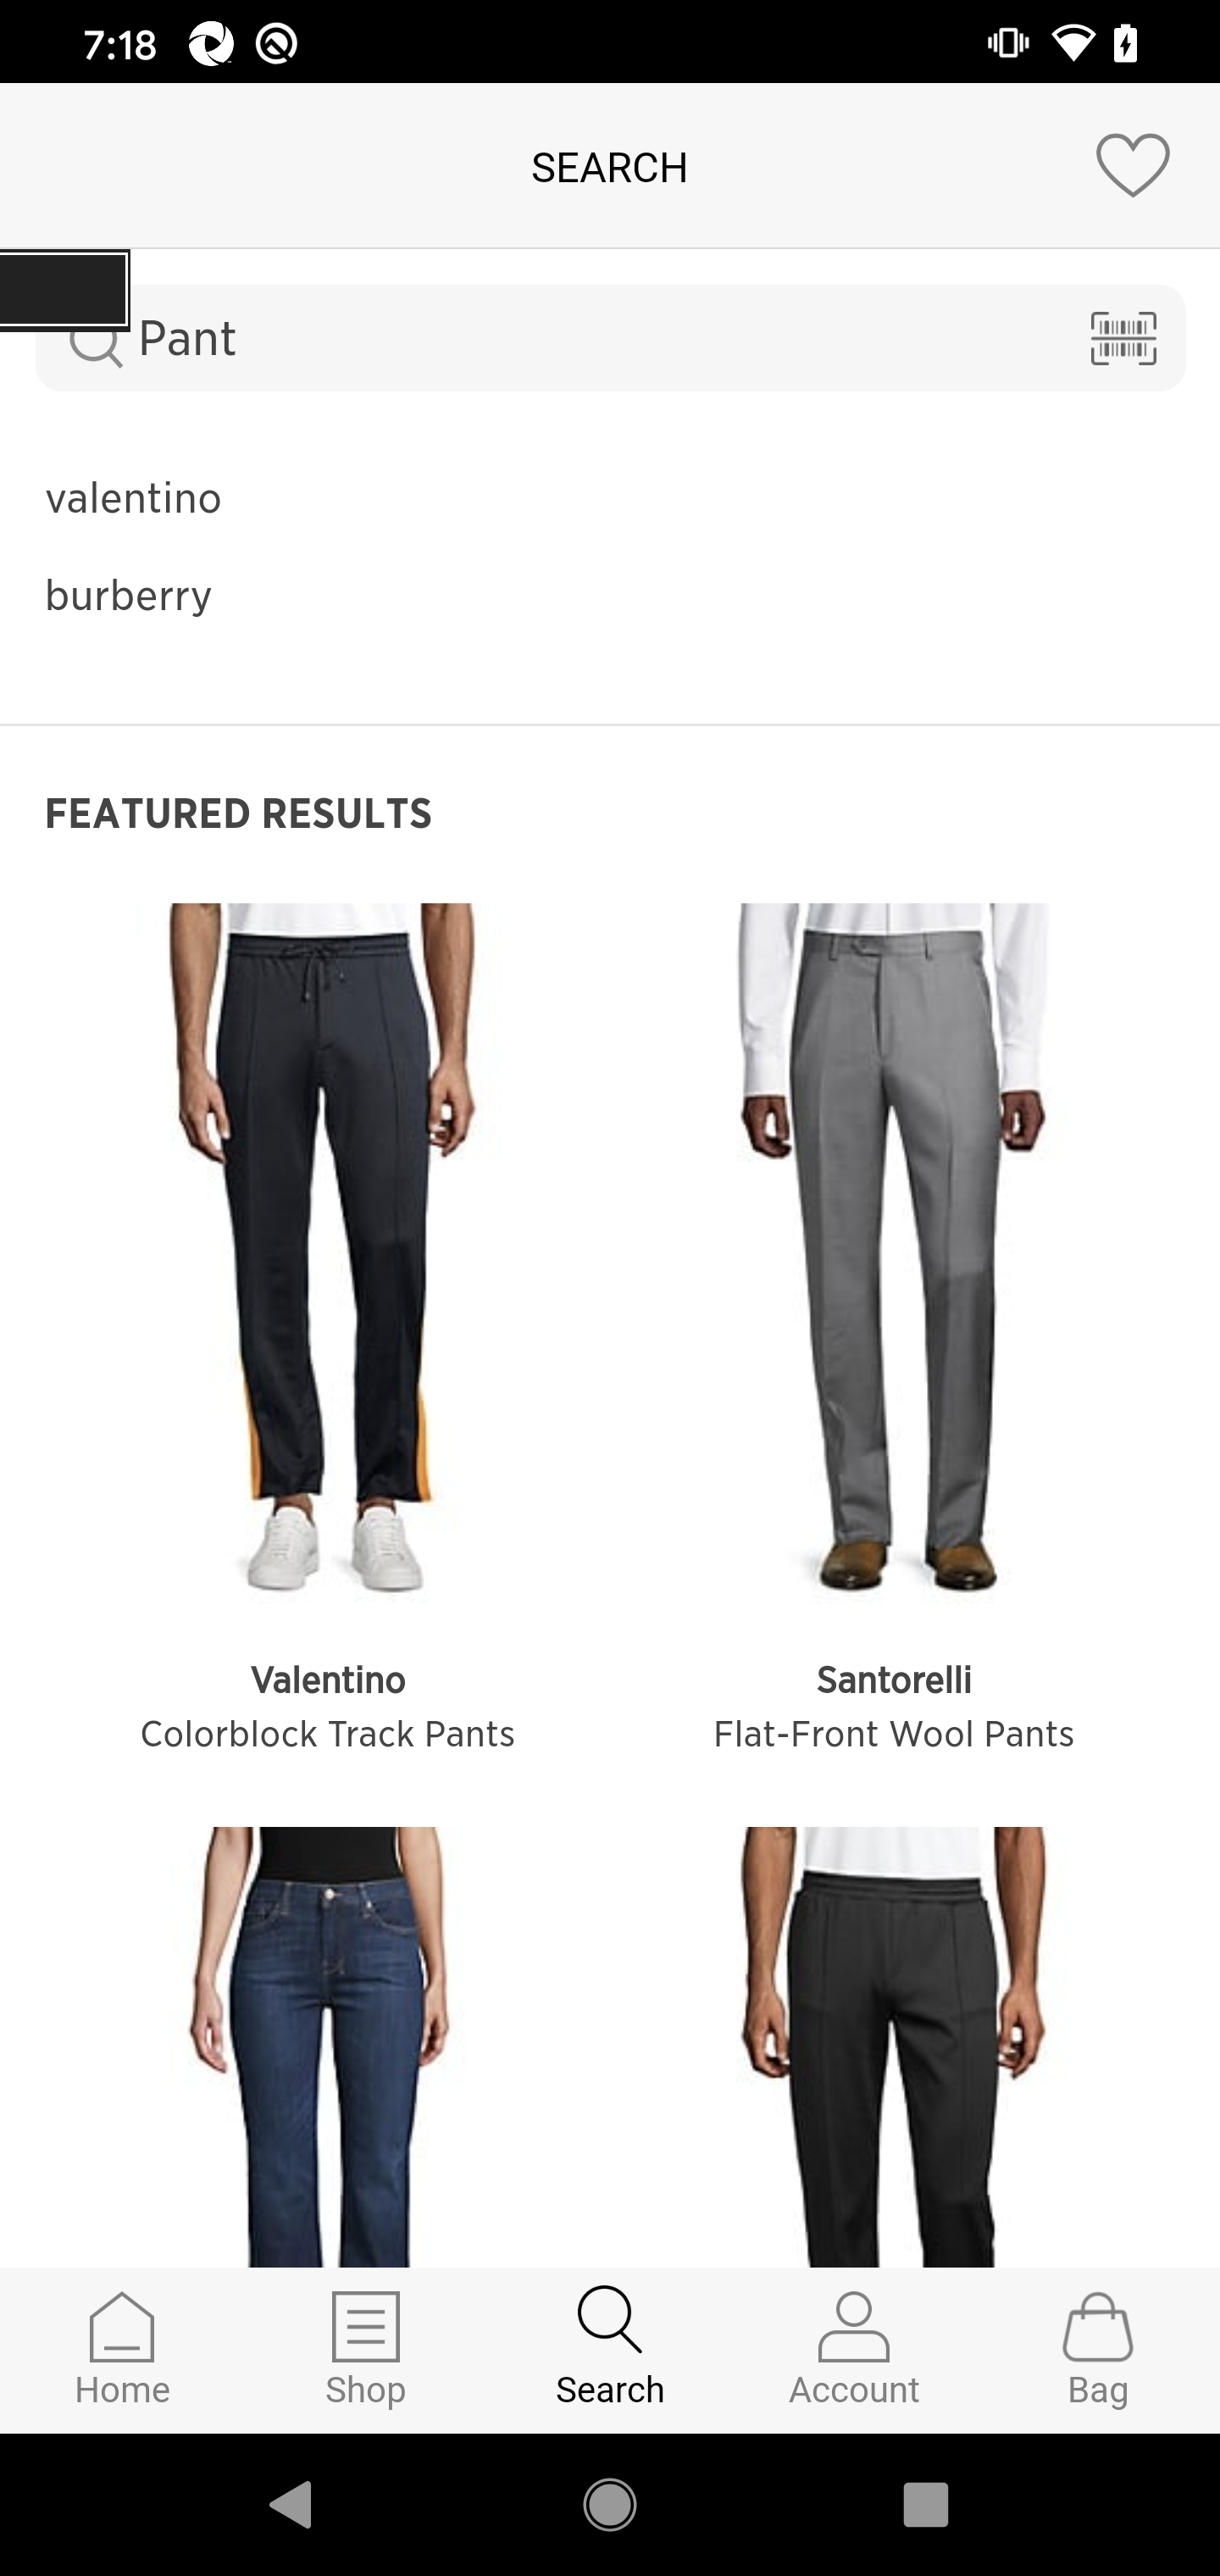 7:18
SEARCH
Pant
valentino
burberry
FEATURED RESULTS
Valentino
Colorblock Track Pants
Santorelli
Flat-Front Wool Pants
Home
Shop
Search
Account
Bag